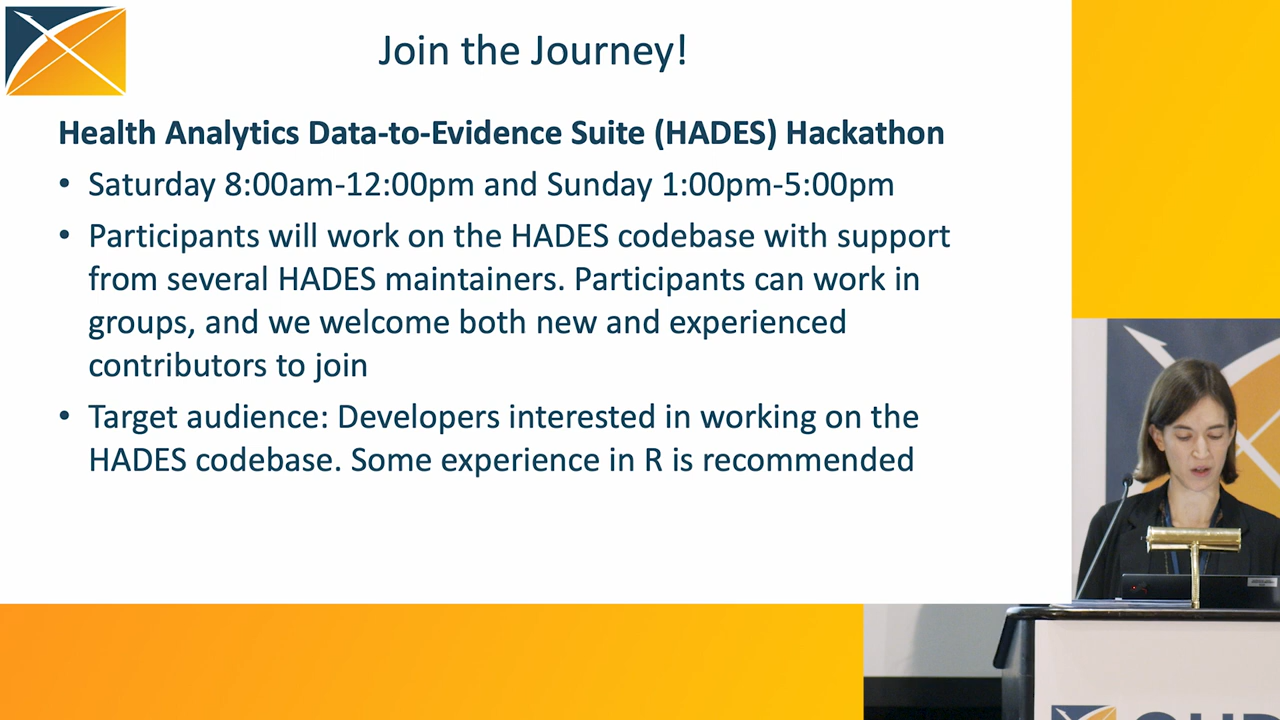 Join the Journey!
Health Analytics Data-to-Evidence Suite (HADES) Hackathon
• Saturday 8:00am-12:00pm and Sunday 1:00pm-5:00pm
• Participants will work on the HADES codebase with support
from several HADES maintainers. Participants can work in
groups, and we welcome both new and experienced
contributors to join
• Target audience: Developers interested in working on the
HADES codebase. Some experience in R is recommended